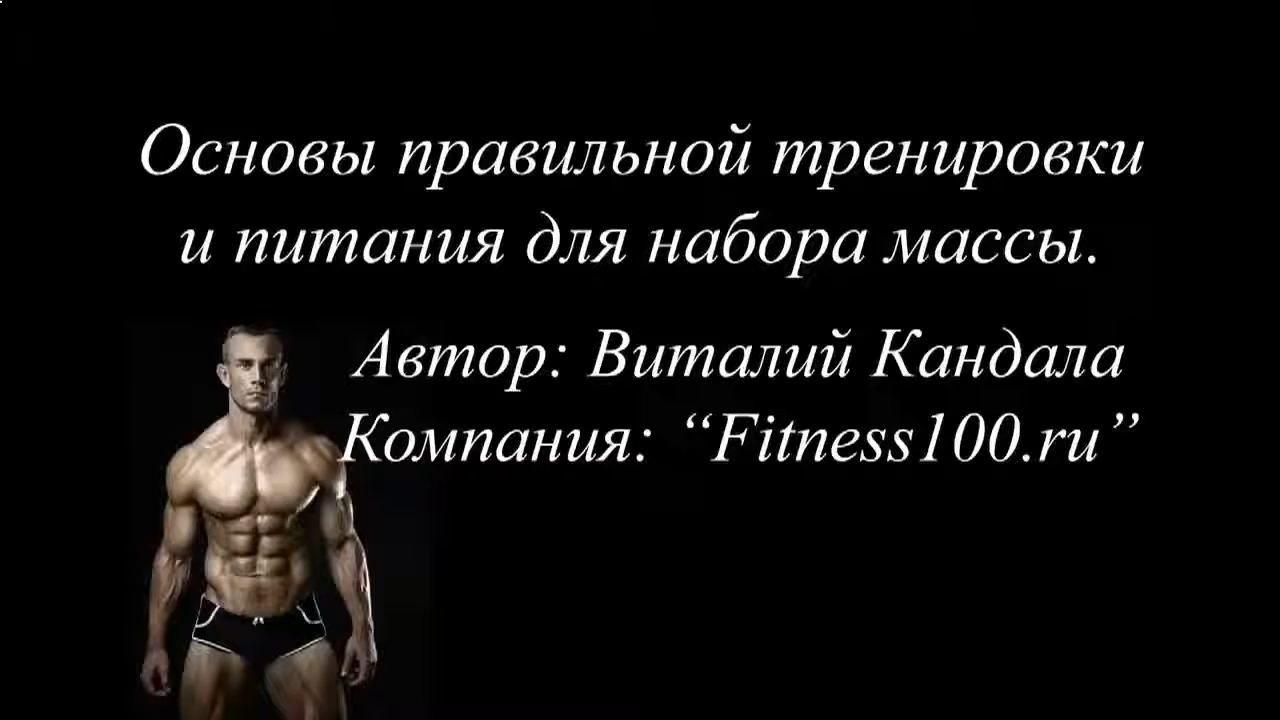 Основы правильной тренировки
и питания для набора массы.
Автор: Виталий Кандала
Компания: “Fitness100.ru”